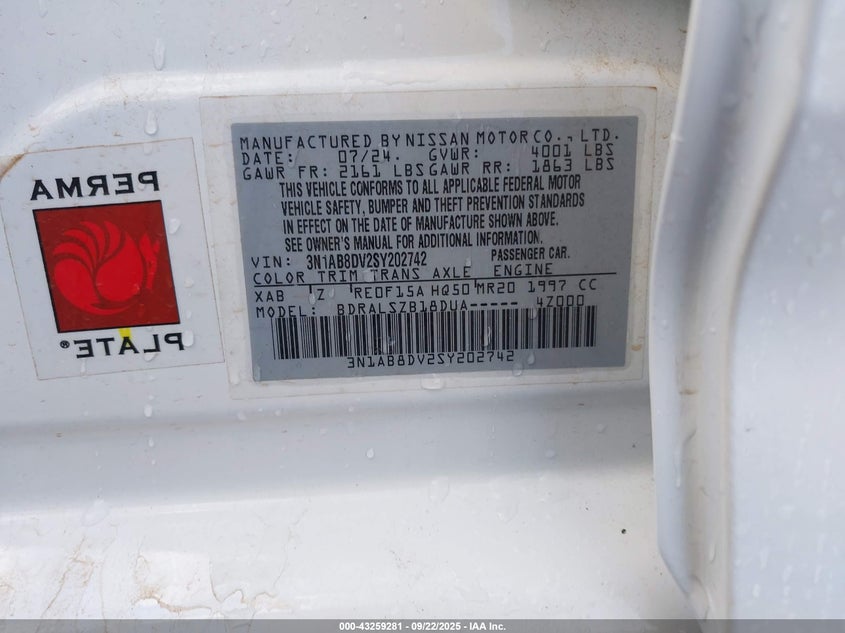 PERMA
PLATE®
MANUFACTURED BY NISSAN MOTOR CO., LTD.
DATE: 07/24. GVWR: 4001 LBS
GAWR FR: 2161 LBS GAWR RR: 1863 LBS
THIS VEHICLE CONFORMS TO ALL APPLICABLE FEDERAL MOTOR
VEHICLE SAFETY, BUMPER AND THEFT PREVENTION STANDARDS
IN EFFECT ON THE DATE OF MANUFACTURE SHOWN ABOVE.
SEE OWNER'S MANUAL FOR ADDITIONAL INFORMATION.
VIN: 3N1AB8DV2SY202742 PASSENGER CAR.
COLOR TRIM TRANS AXLE ENGINE
XAB Z RE0F15A HQ50 MR20 1997 CC
MODEL: BDRALSZB18DUA----- 4Z000
3N1AB8DV2SY202742
000-43259281 - 09/22/2025 - IAA Inc.